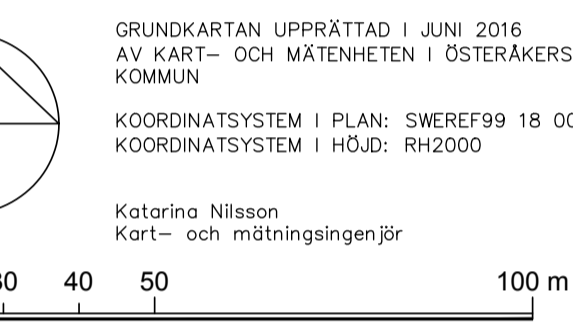 GRUNDKARTAN UPPRÄTTAD I JUNI 2016
AV KART– OCH MÄTENHETEN I ÖSTERÅKERS
KOMMUN
KOORDINATSYSTEM I PLAN: SWEREF99 18 00
KOORDINATSYSTEM I HÖJD: RH2000
Katarina Nilsson
Kart– och mätningsingenjör
40 50 100 m